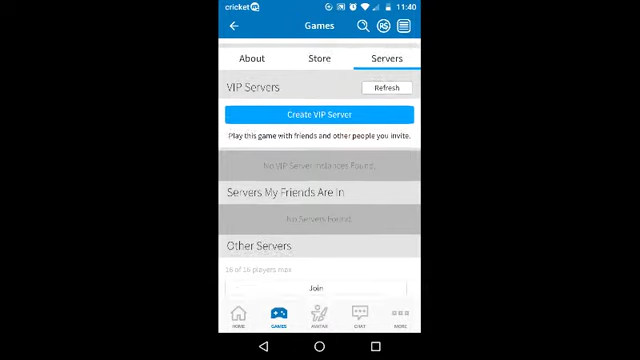 cricket
11:40
Games
R$
About
Store
Servers
VIP Servers
Refresh
Create VIP Server
Play this game with friends and other people you invite.
No VIP Server Instances Found.
Servers My Friends Are In
No Servers Found.
Other Servers
16 of 16 players max
Join
HOME
GAMES
AVATAR
CHAT
MORE